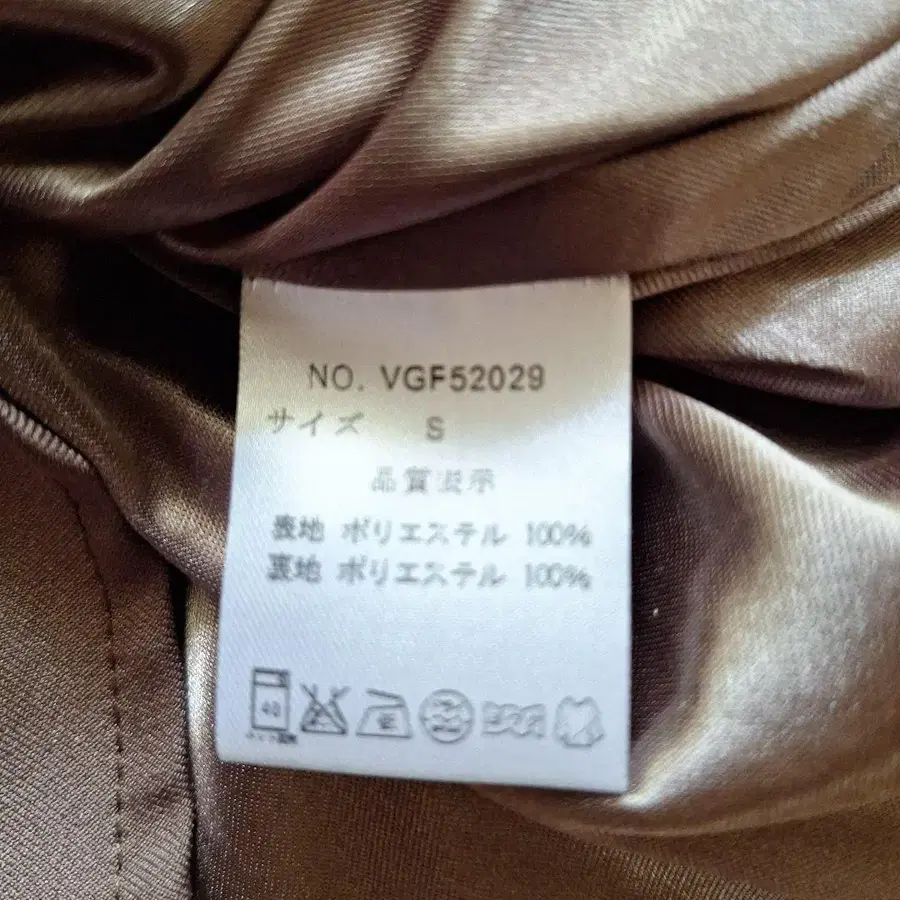 NO. VGF52029
サイズ S
品質表示
表地 ポリエステル 100%
裏地 ポリエステル 100%
40